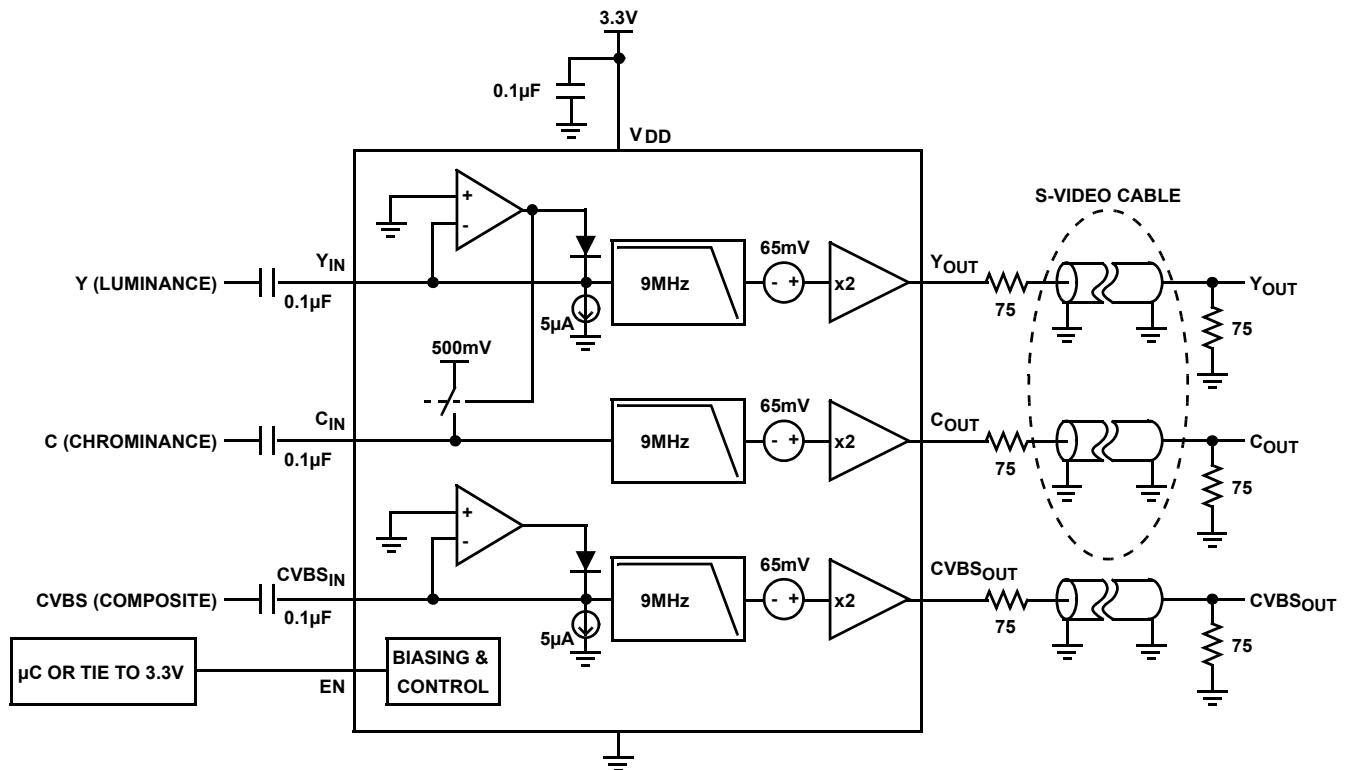 3.3V
0.1µF
VDD
S-VIDEO CABLE
+
-
Y (LUMINANCE)
0.1µF
YIN
5µA
9MHz
65mV
- +
x2
YOUT
75
YOUT
75
500mV
C (CHROMINANCE)
0.1µF
CIN
9MHz
65mV
- +
x2
COUT
75
COUT
75
+
-
CVBS (COMPOSITE)
0.1µF
CVBSIN
5µA
9MHz
65mV
- +
x2
CVBSOUT
75
CVBSOUT
75
µC OR TIE TO 3.3V
EN
BIASING &
CONTROL